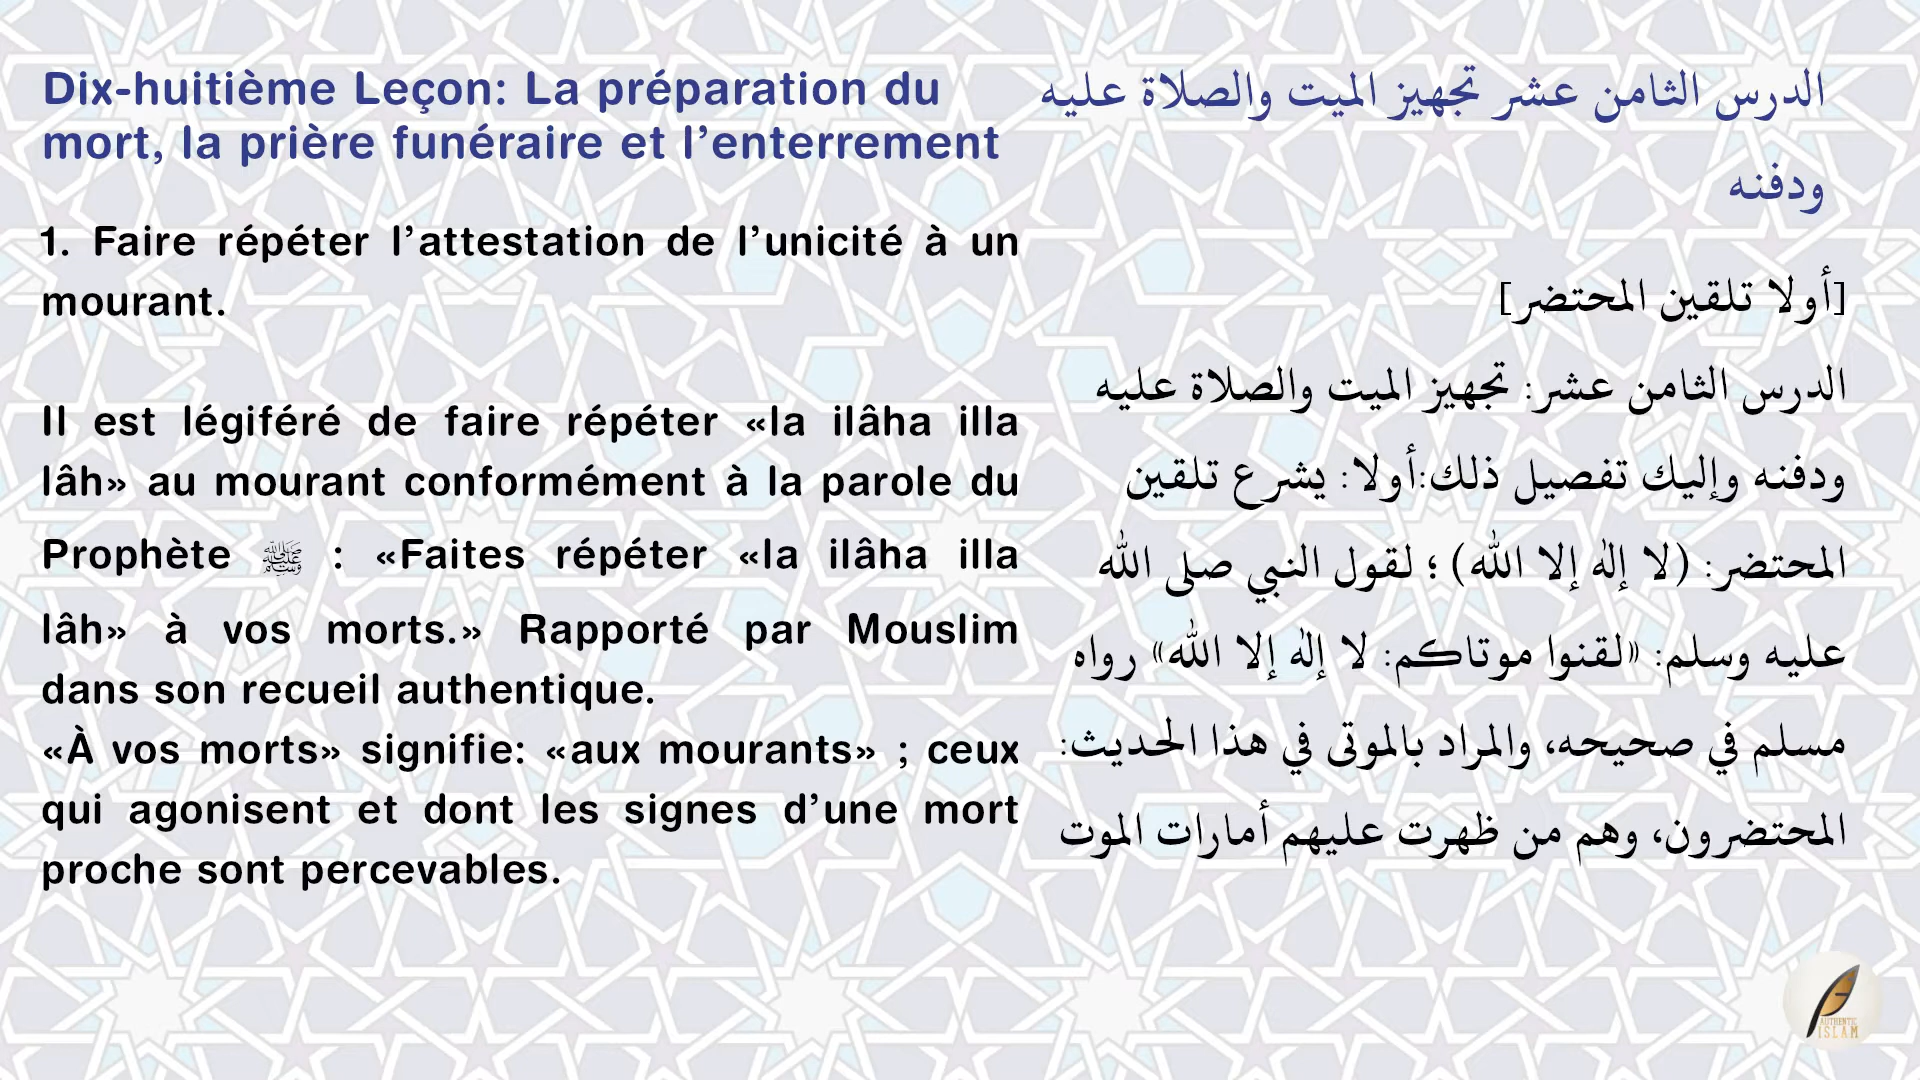 Dix-huitième Leçon: La préparation du
mort, la prière funéraire et l’enterrement
1. Faire répéter l’attestation de l’unicité à un
mourant.
Il est légiféré de faire répéter «la ilâha illa
lâh» au mourant conformément à la parole du
Prophète ﷺ : «Faites répéter «la ilâha illa
lâh» à vos morts.» Rapporté par Mouslim
dans son recueil authentique.
«À vos morts» signifie: «aux mourants» ; ceux
qui agonisent et dont les signes d’une mort
proche sont percevables.
الدرس الثامن عشر تجهيز الميت والصلاة عليه
ودفنه
[أولا تلقين المحتضر]
الدرس الثامن عشر: تجهيز الميت والصلاة عليه
ودفنه وإليك تفصيل ذلك:أولا: يشرع تلقين
المحتضر: (لا إله إلا الله) ؛ لقول النبي صلى الله
عليه وسلم: «لقنوا موتاكم: لا إله إلا الله» رواه
مسلم في صحيحه، والمراد بالموتى في هذا الحديث:
المحتضرون، وهم من ظهرت عليهم أمارات الموت
AUTHENTIC
ISLAM